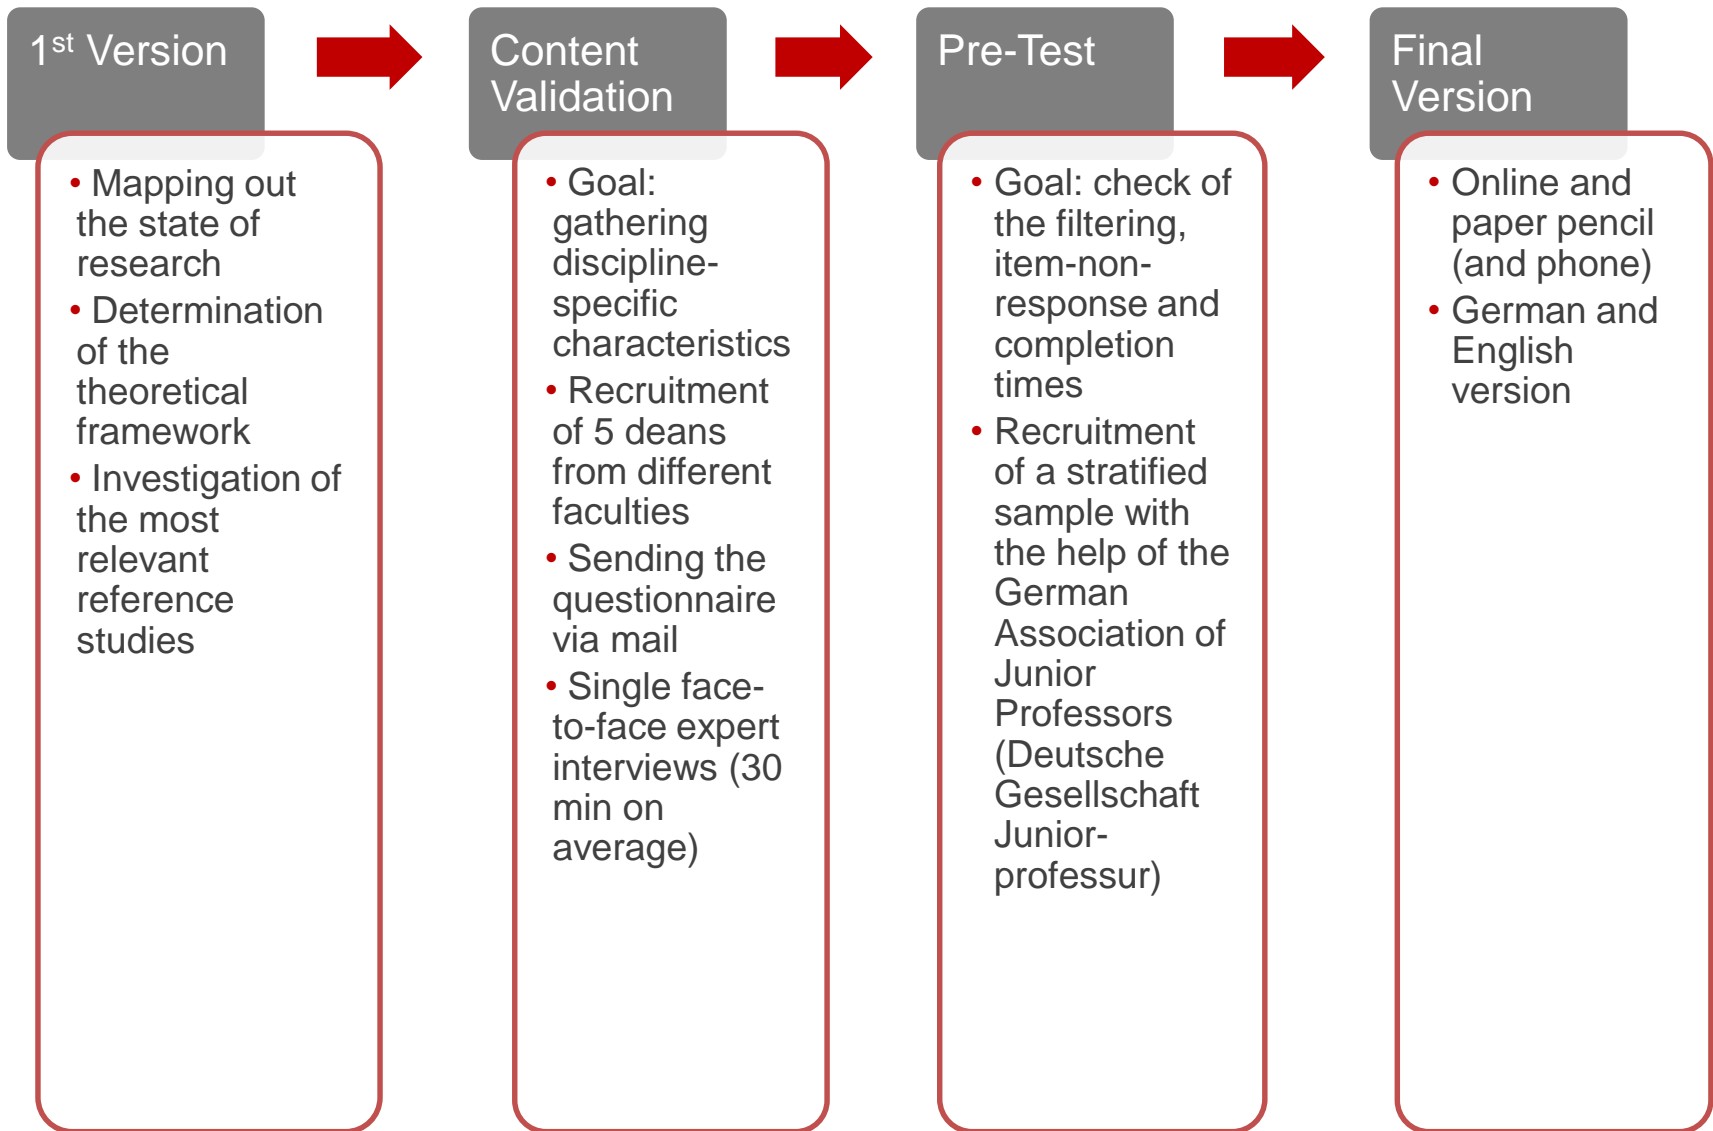 1st Version
• Mapping out
the state of
research
• Determination
of the
theoretical
framework
• Investigation of
the most
relevant
reference
studies
Content
Validation
• Goal:
gathering
discipline-
specific
characteristics
• Recruitment
of 5 deans
from different
faculties
• Sending the
questionnaire
via mail
• Single face-
to-face expert
interviews (30
min on
average)
Pre-Test
• Goal: check of
the filtering,
item-non-
response and
completion
times
• Recruitment
of a stratified
sample with
the help of the
German
Association of
Junior
Professors
(Deutsche
Gesellschaft
Junior-
professur)
Final
Version
• Online and
paper pencil
(and phone)
• German and
English
version